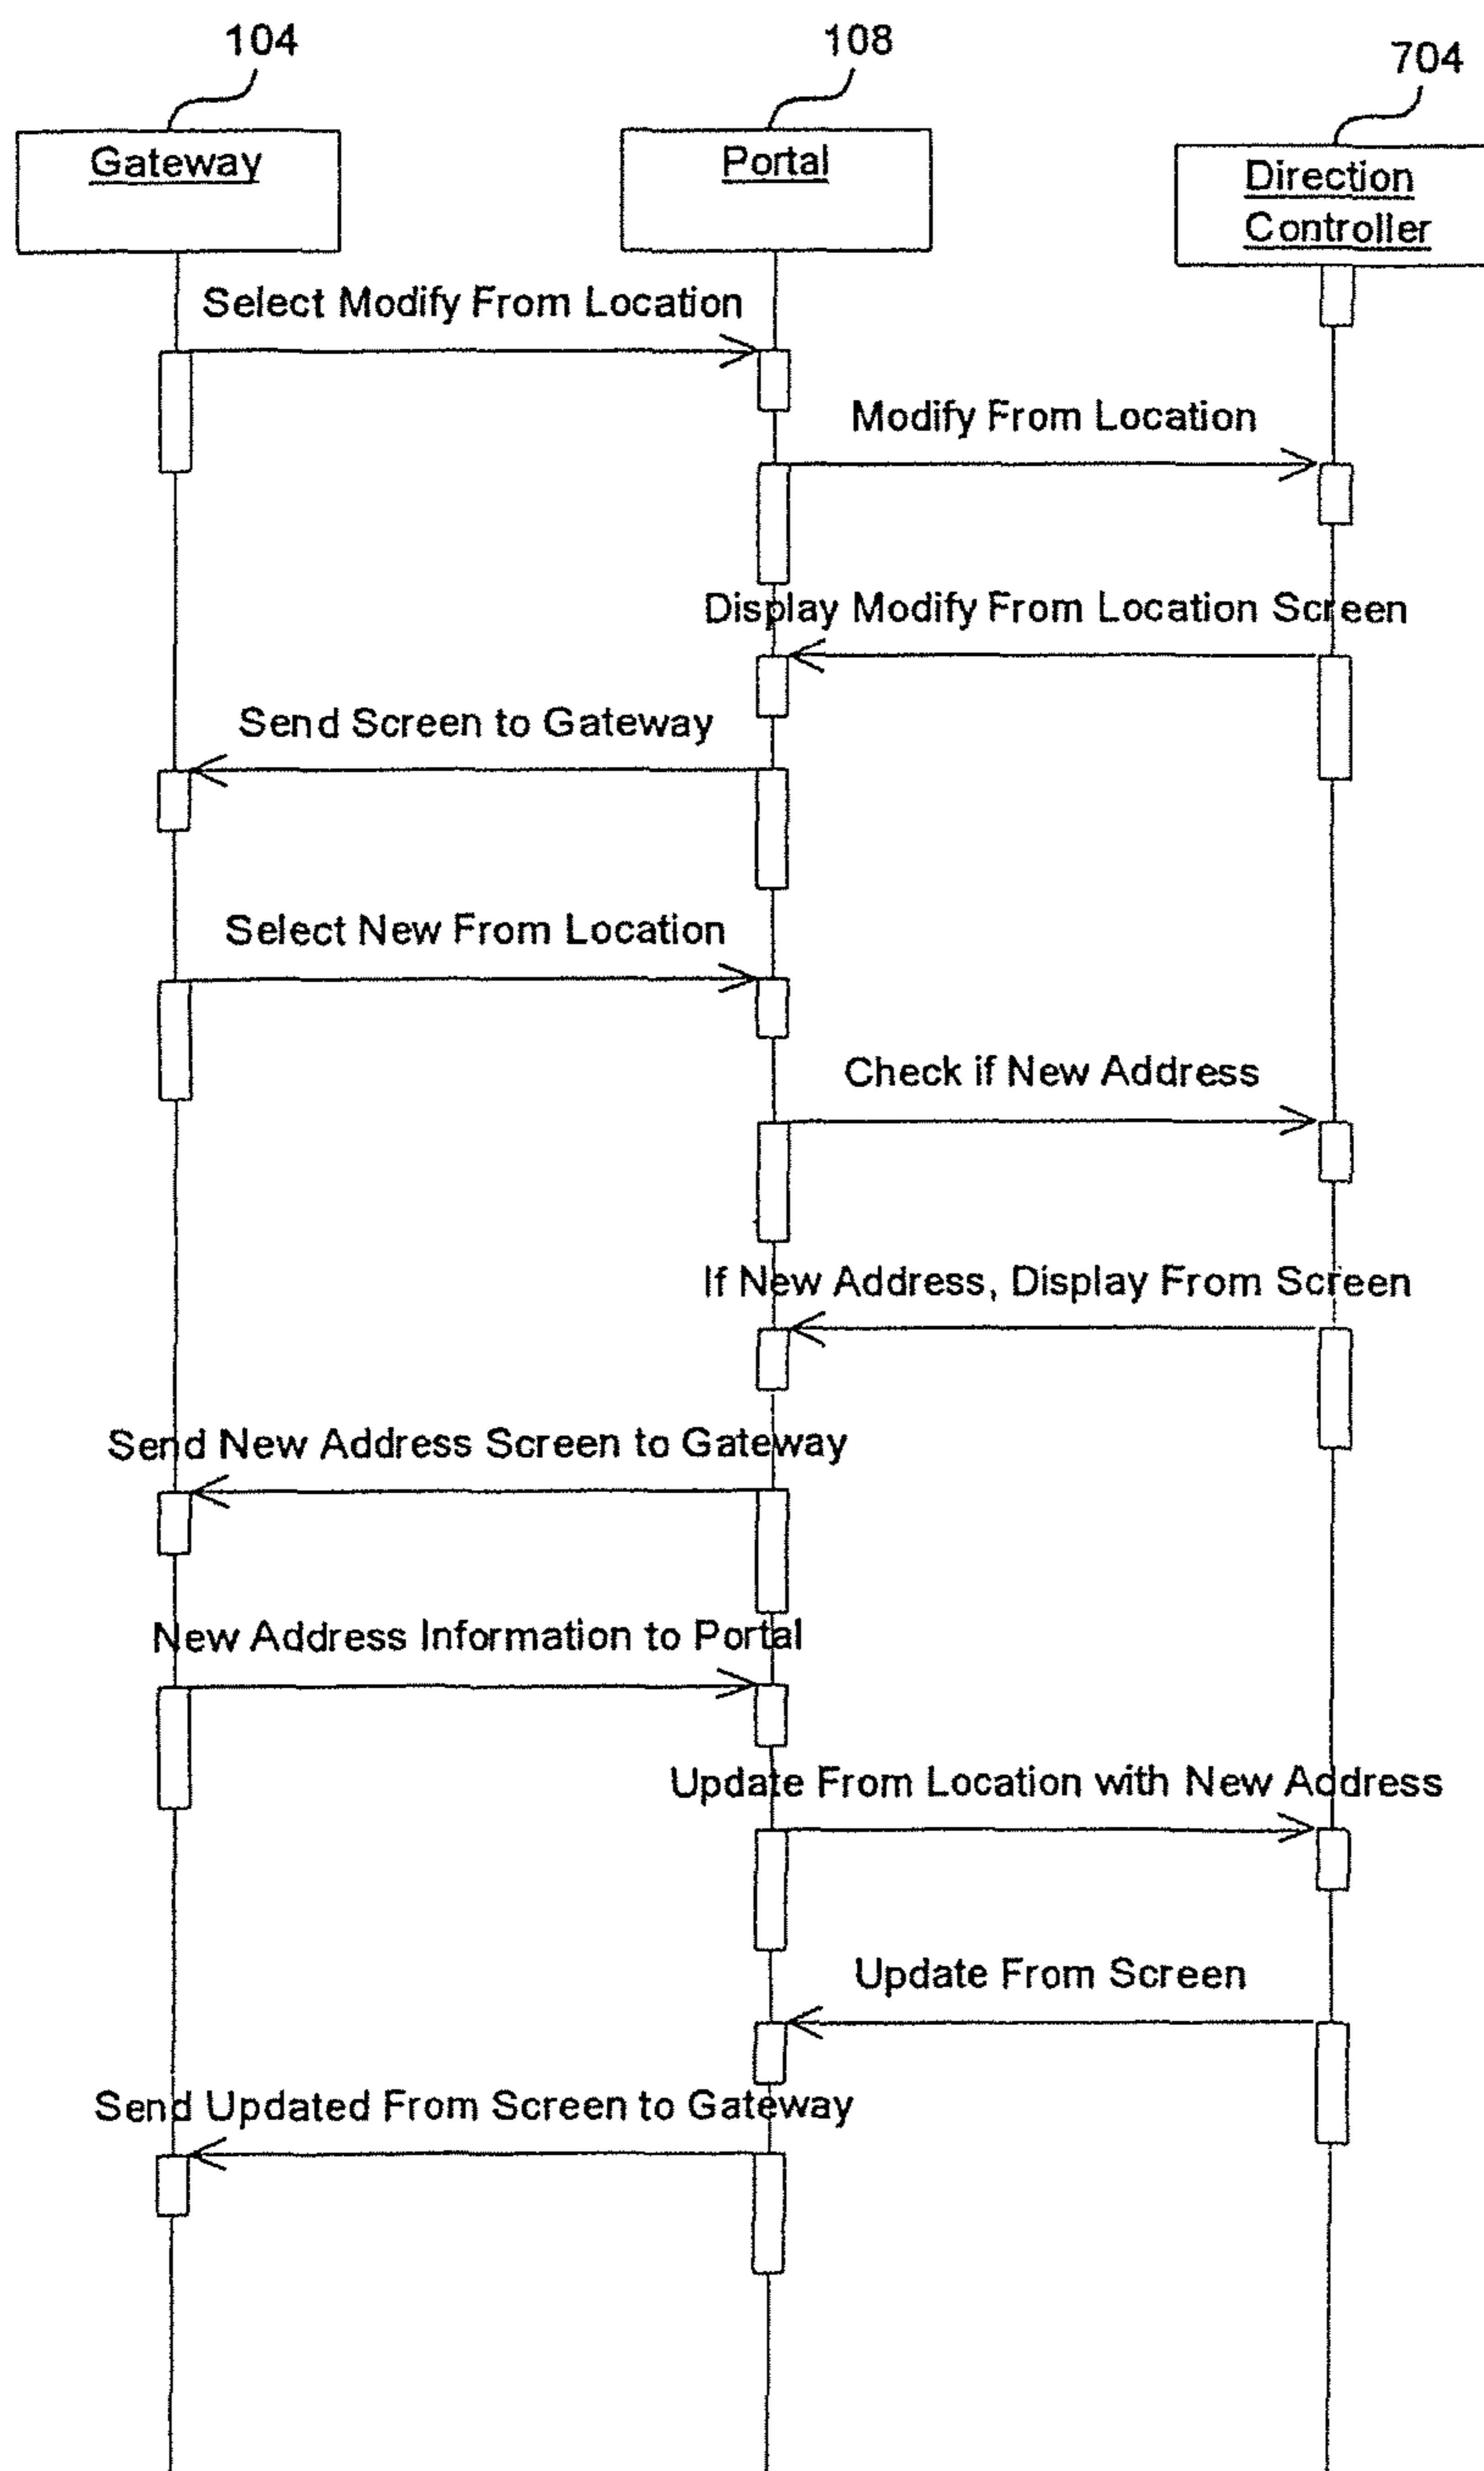 104
108
704
Gateway
Portal
Direction
Controller
Select Modify From Location
Modify From Location
Display Modify From Location Screen
Send Screen to Gateway
Select New From Location
Check if New Address
If New Address, Display From Screen
Send New Address Screen to Gateway
New Address Information to Portal
Update From Location with New Address
Update From Screen
Send Updated From Screen to Gateway